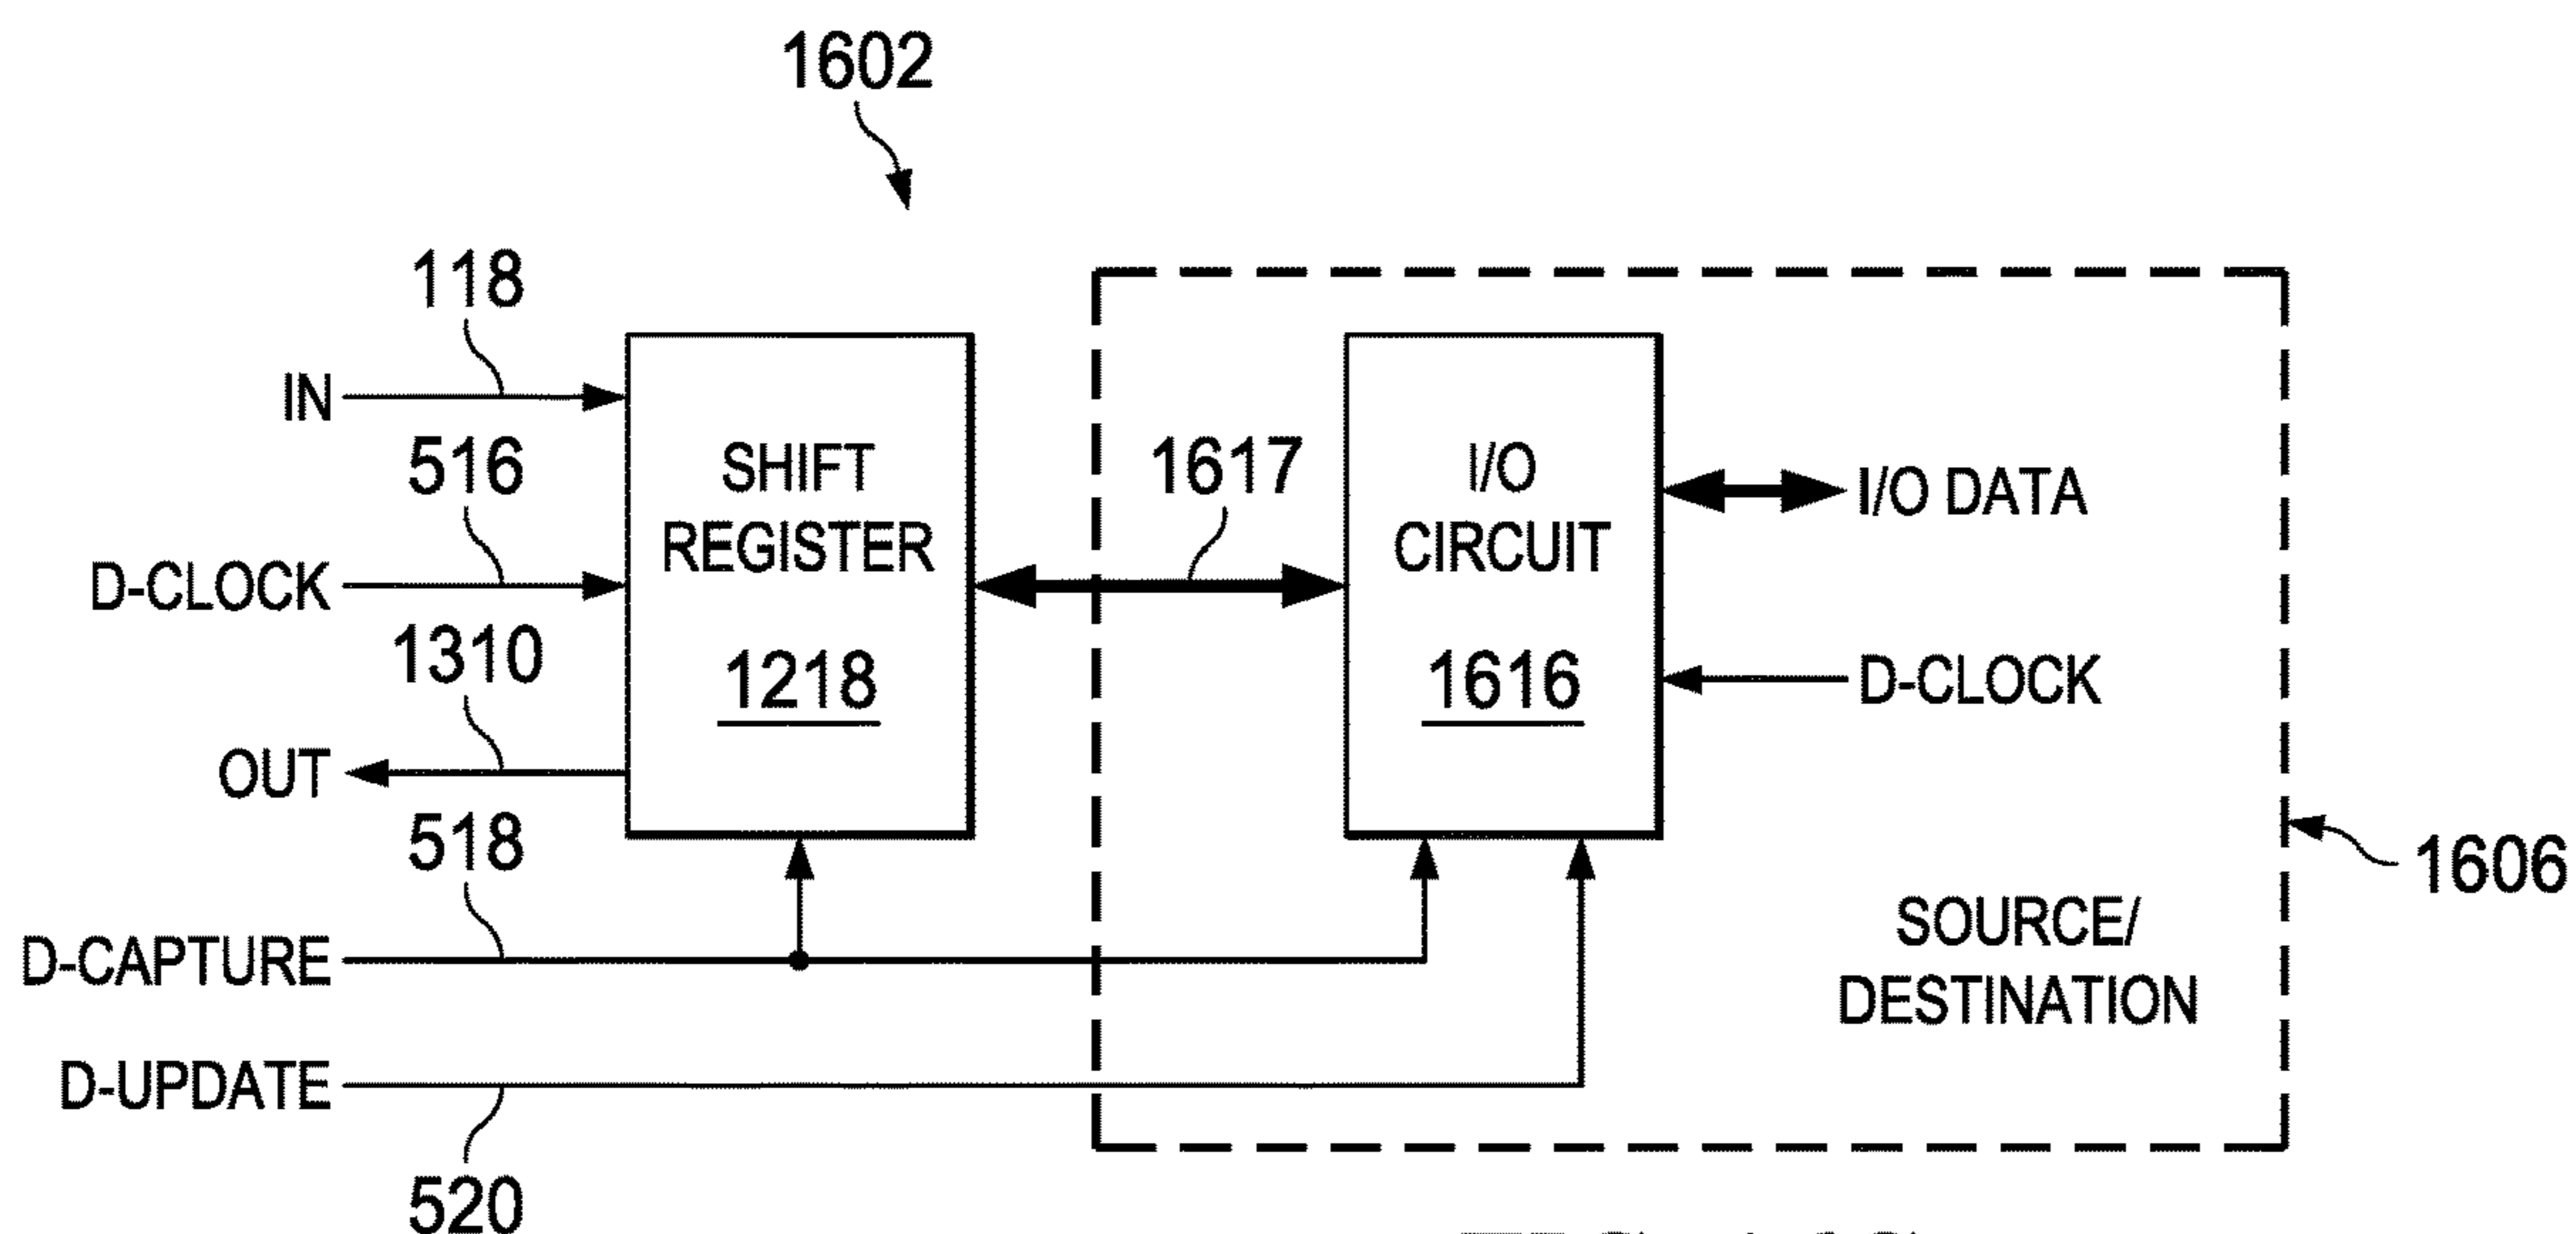 1602
118
IN
516
D-CLOCK
1310
OUT
518
D-CAPTURE
D-UPDATE
520
SHIFT
REGISTER
1218
1617
I/O
CIRCUIT
1616
I/O DATA
D-CLOCK
1606
SOURCE/
DESTINATION